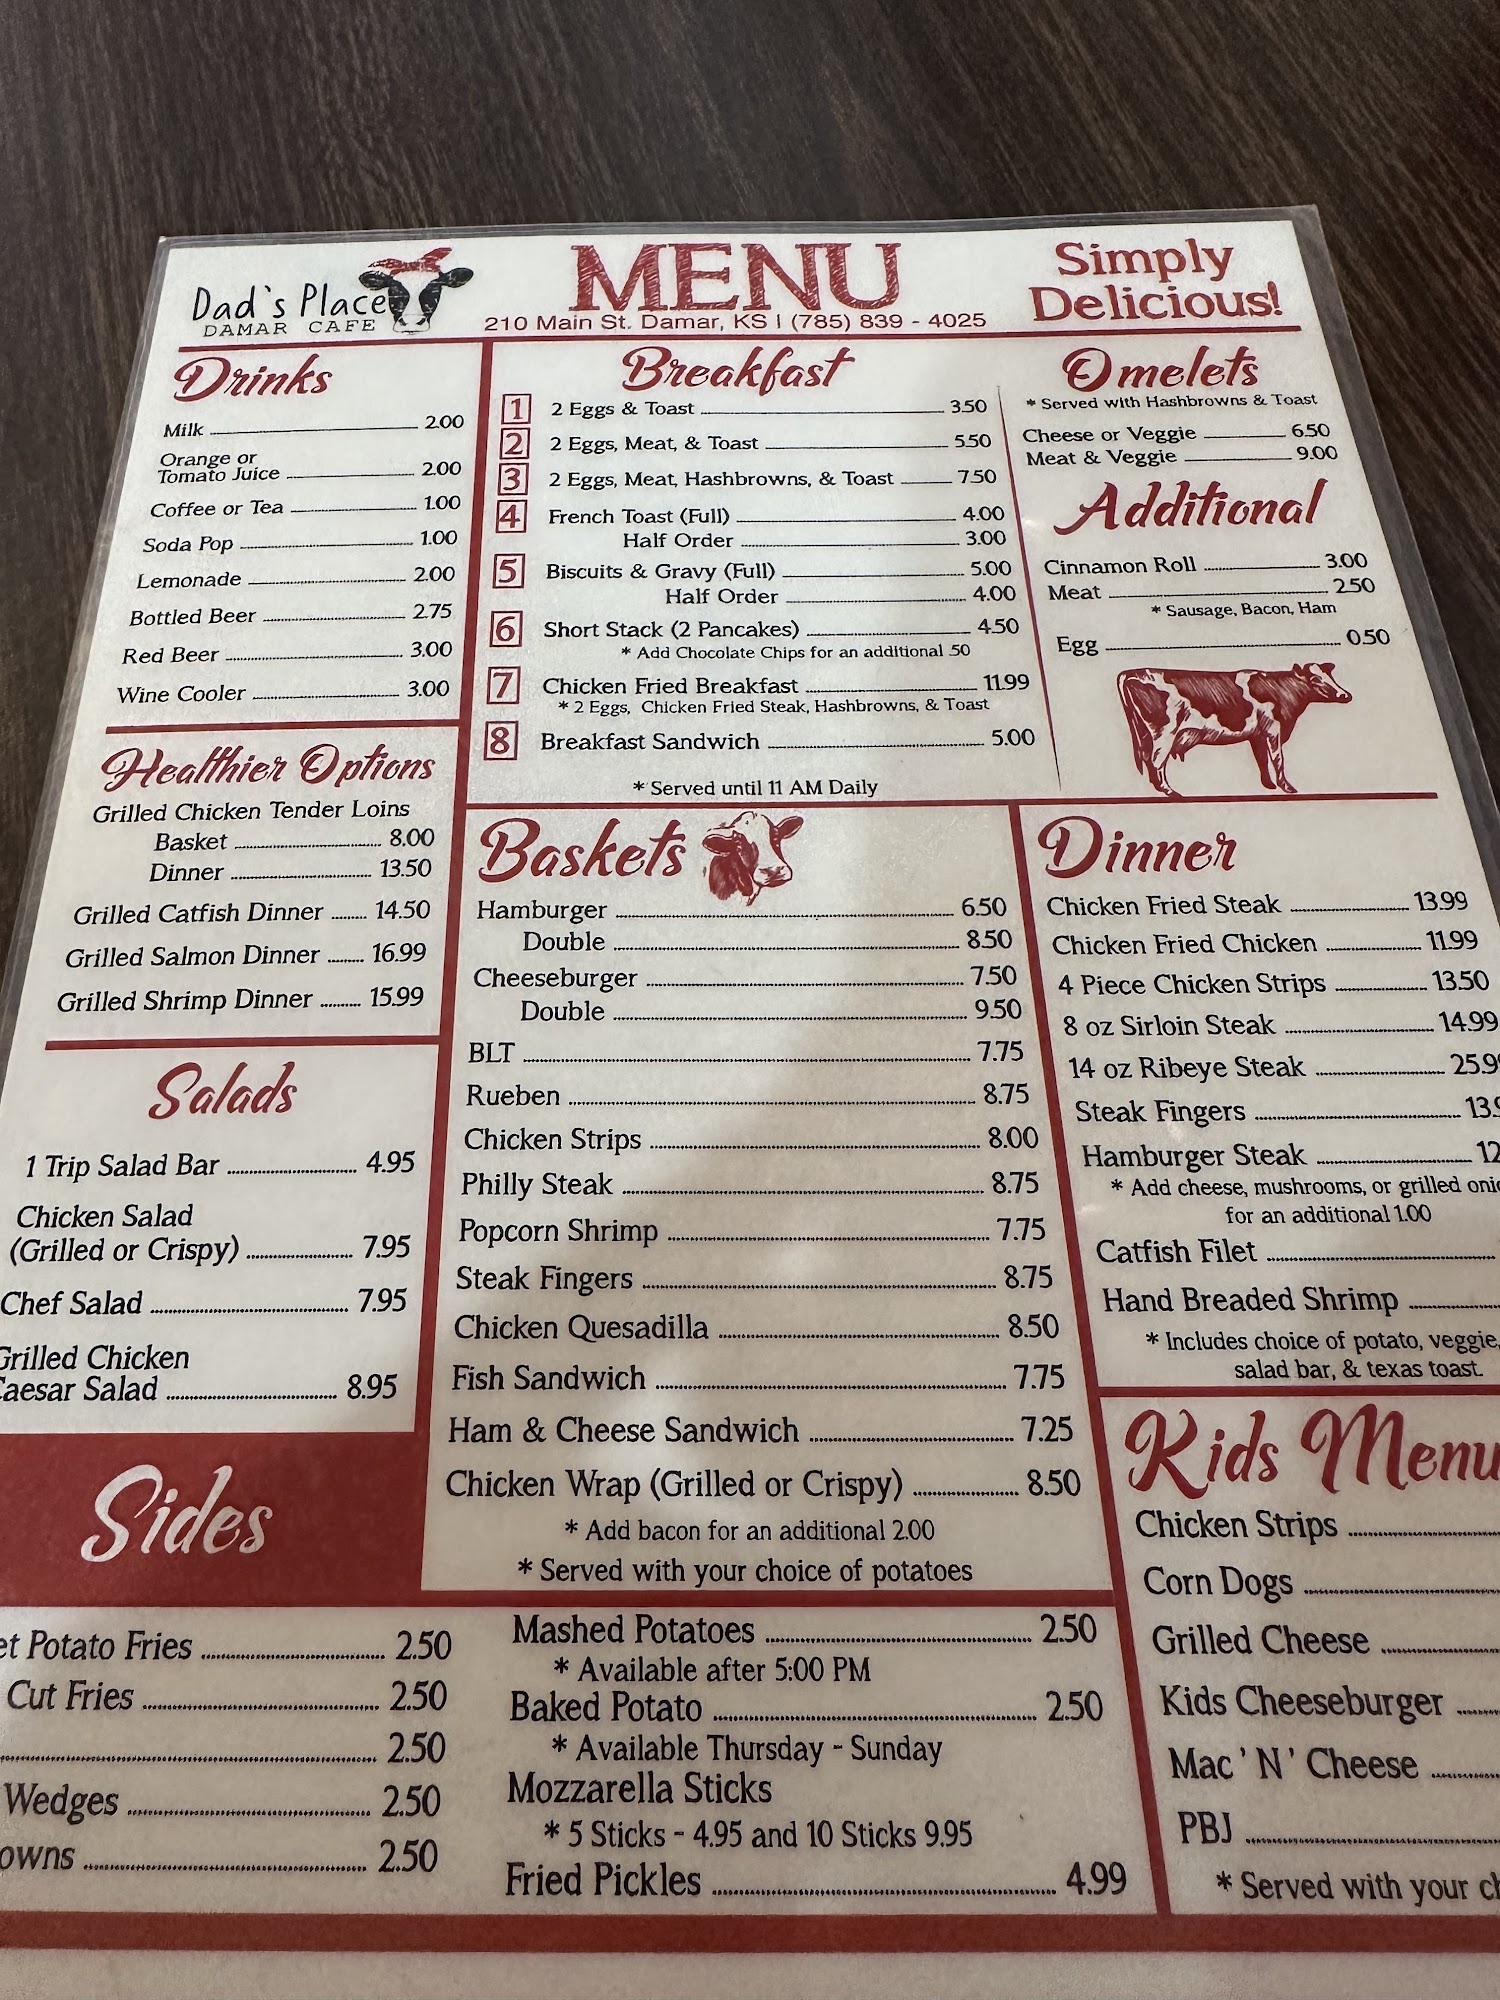 Dad's Place
DAMAR CAFE
MENU
210 Main St. Damar, KS | (785) 839 - 4025
Simply
Delicious!
Drinks
Milk 2.00
Orange or
Tomato Juice 2.00
Coffee or Tea 1.00
Soda Pop 1.00
Lemonade 2.00
Bottled Beer 2.75
Red Beer 3.00
Wine Cooler 3.00
Healthier Options
Grilled Chicken Tender Loins
Basket 8.00
Dinner 13.50
Grilled Catfish Dinner 14.50
Grilled Salmon Dinner 16.99
Grilled Shrimp Dinner 15.99
Salads
1 Trip Salad Bar 4.95
Chicken Salad
(Grilled or Crispy) 7.95
Chef Salad 7.95
Grilled Chicken
Caesar Salad 8.95
Breakfast
1 2 Eggs & Toast 3.50
2 2 Eggs, Meat, & Toast 5.50
3 2 Eggs, Meat, Hashbrowns, & Toast 7.50
4 French Toast (Full) 4.00
Half Order 3.00
5 Biscuits & Gravy (Full) 5.00
Half Order 4.00
6 Short Stack (2 Pancakes) 4.50
* Add Chocolate Chips for an additional .50
7 Chicken Fried Breakfast 11.99
* 2 Eggs, Chicken Fried Steak, Hashbrowns, & Toast
8 Breakfast Sandwich 5.00
* Served until 11 AM Daily
Omelets
* Served with Hashbrowns & Toast
Cheese or Veggie 6.50
Meat & Veggie 9.00
Additional
Cinnamon Roll 3.00
Meat 2.50
* Sausage, Bacon, Ham
Egg 0.50
Baskets
Hamburger 6.50
Double 8.50
Cheeseburger 7.50
Double 9.50
BLT 7.75
Rueben 8.75
Chicken Strips 8.00
Philly Steak 8.75
Popcorn Shrimp 7.75
Steak Fingers 8.75
Chicken Quesadilla 8.50
Fish Sandwich 7.75
Ham & Cheese Sandwich 7.25
Chicken Wrap (Grilled or Crispy) 8.50
* Add bacon for an additional 2.00
* Served with your choice of potatoes
Dinner
Chicken Fried Steak 13.99
Chicken Fried Chicken 11.99
4 Piece Chicken Strips 13.50
8 oz Sirloin Steak 14.99
14 oz Ribeye Steak 25.9
Steak Fingers 13.
Hamburger Steak 12
* Add cheese, mushrooms, or grilled oni
for an additional 1.00
Catfish Filet
Hand Breaded Shrimp
* Includes choice of potato, veggie,
salad bar, & texas toast.
Kids Menu
Chicken Strips
Corn Dogs
Grilled Cheese
Kids Cheeseburger
Mac 'N' Cheese
PBJ
* Served with your ch
Sides
et Potato Fries 2.50
Cut Fries 2.50
2.50
Wedges 2.50
owns 2.50
Mashed Potatoes 2.50
* Available after 5:00 PM
Baked Potato 2.50
* Available Thursday - Sunday
Mozzarella Sticks
* 5 Sticks - 4.95 and 10 Sticks 9.95
Fried Pickles 4.99